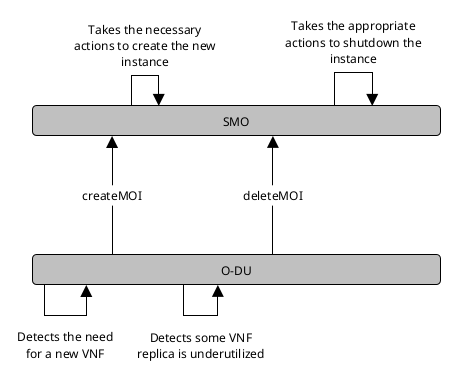 Takes the necessary
actions to create the new
instance
Takes the appropriate
actions to shutdown the
instance
SMO
createMOI
deleteMOI
O-DU
Detects the need
for a new VNF
Detects some VNF
replica is underutilized